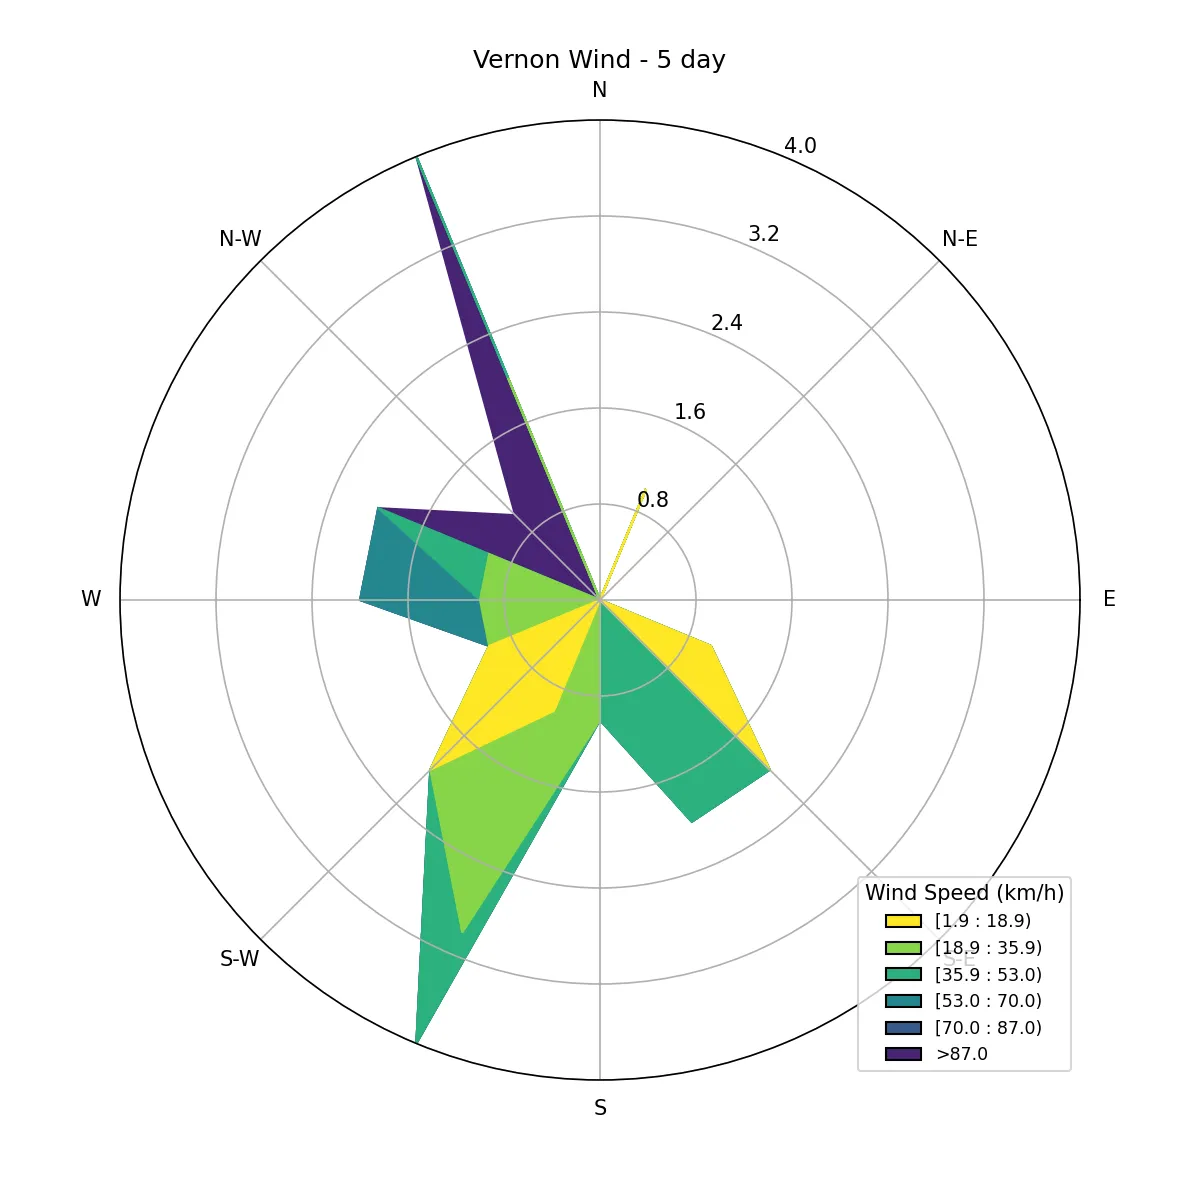 Vernon Wind - 5 day
N
4.0
N-W
N-E
3.2
2.4
1.6
0.8
W
E
S-W
S-E
S
Wind Speed (km/h)
[1.9 : 18.9)
[18.9 : 35.9)
[35.9 : 53.0)
[53.0 : 70.0)
[70.0 : 87.0)
>87.0